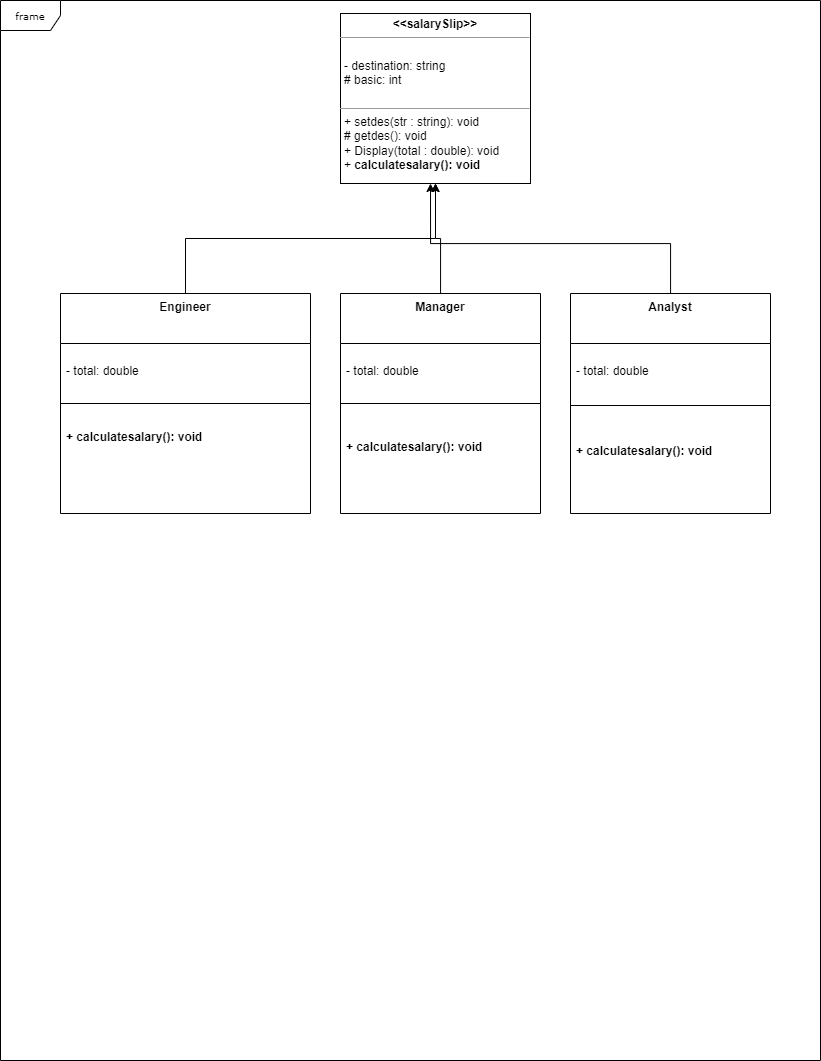 frame
<<salarySlip>>
- destination: string
# basic: int
+ setdes(str : string): void
# getdes(): void
+ Display(total : double): void
+ calculatesalary(): void
Engineer
- total: double
+ calculatesalary(): void
Manager
- total: double
+ calculatesalary(): void
Analyst
- total: double
+ calculatesalary(): void